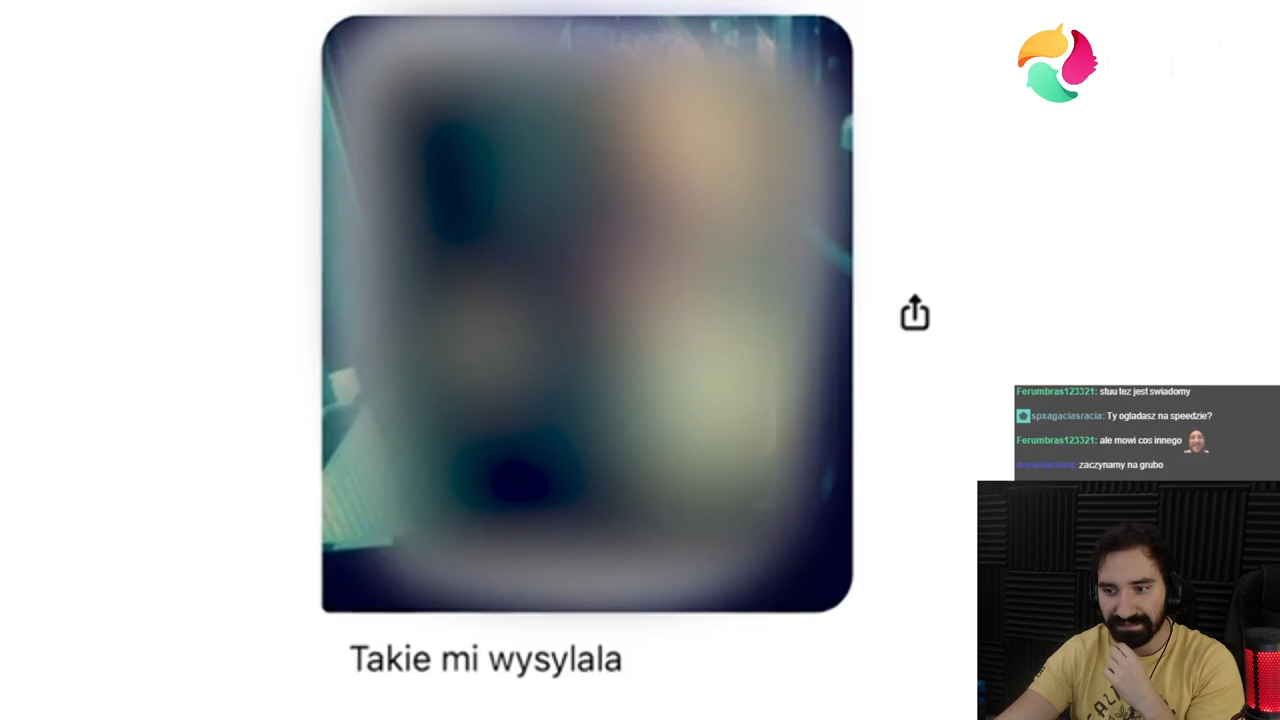 Ferumbras123321: stuu tez jest swiadomy
spxagaciasracia: Ty ogladasz na speedzie?
Ferumbras123321: ale mowi cos innego
zaczynamy na grubo
Takie mi wysylala